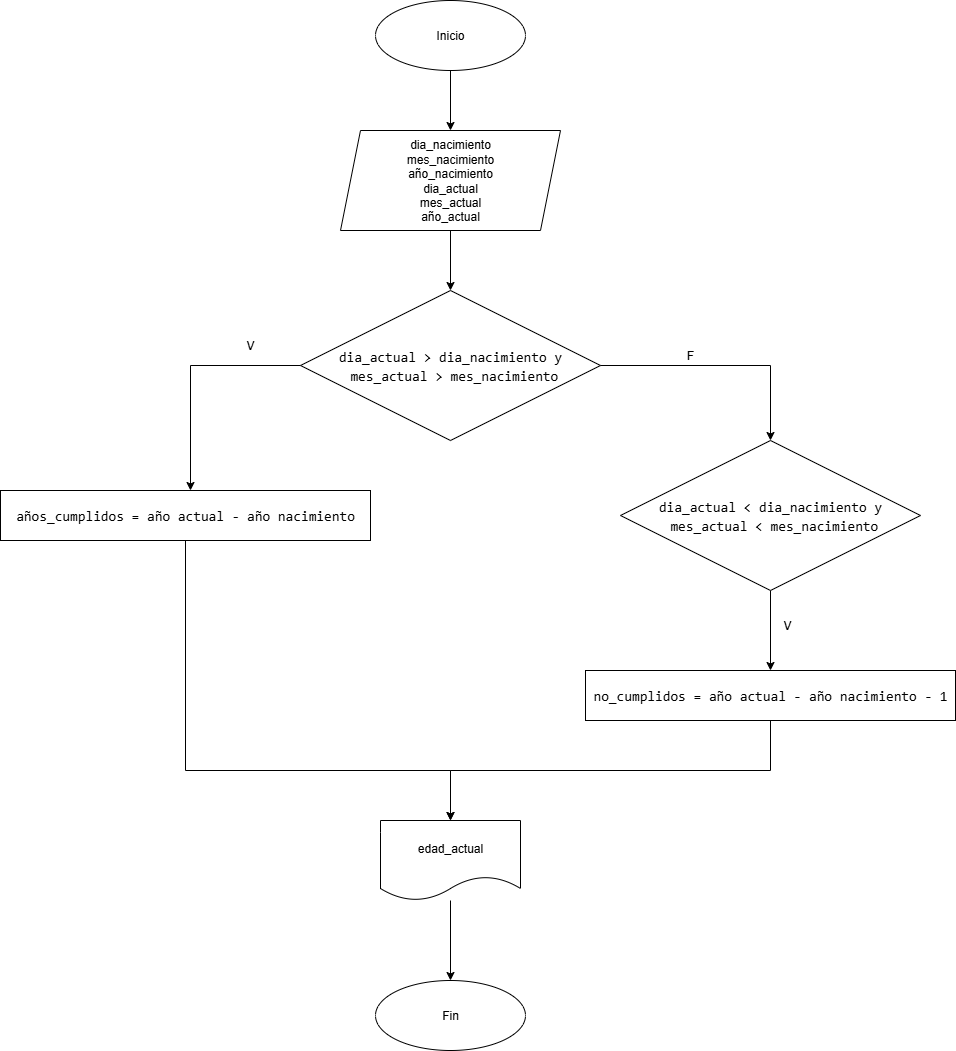 Inicio
dia_nacimiento
mes_nacimiento
año_nacimiento
dia_actual
mes_actual
año_actual
dia_actual > dia_nacimiento y
mes_actual > mes_nacimiento
V
F
años_cumplidos = año actual - año nacimiento
dia_actual < dia_nacimiento y
mes_actual < mes_nacimiento
V
no_cumplidos = año actual - año nacimiento - 1
edad_actual
Fin